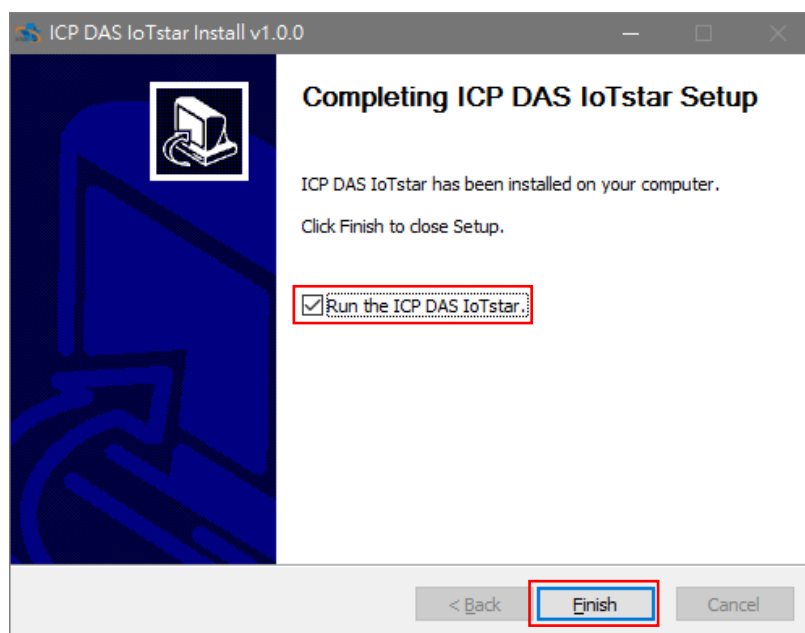 ICP DAS IoTstar Install v1.0.0
Completing ICP DAS IoTstar Setup
ICP DAS IoTstar has been installed on your computer.
Click Finish to close Setup.
Run the ICP DAS IoTstar.
< Back
Finish
Cancel